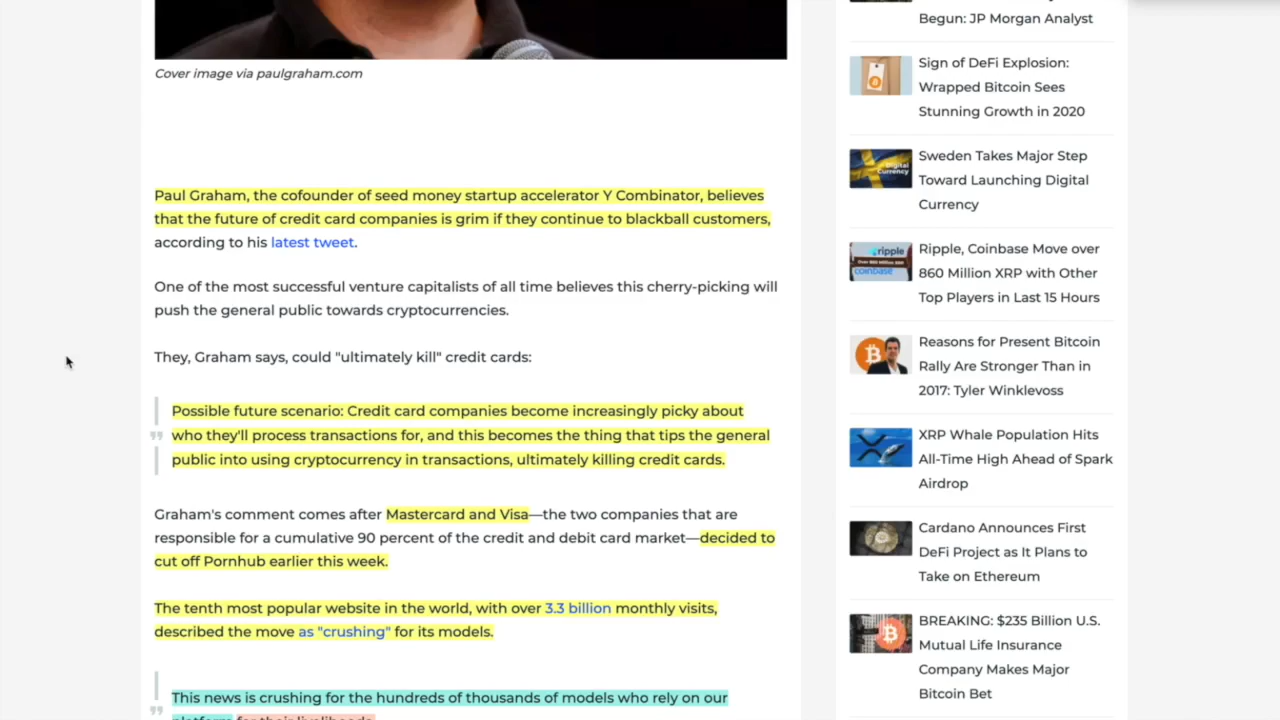 Cover image via paulgraham.com
Paul Graham, the cofounder of seed money startup accelerator Y Combinator, believes
that the future of credit card companies is grim if they continue to blackball customers,
according to his latest tweet.
One of the most successful venture capitalists of all time believes this cherry-picking will
push the general public towards cryptocurrencies.
They, Graham says, could "ultimately kill" credit cards:
Possible future scenario: Credit card companies become increasingly picky about
who they'll process transactions for, and this becomes the thing that tips the general
public into using cryptocurrency in transactions, ultimately killing credit cards.
Graham's comment comes after Mastercard and Visa—the two companies that are
responsible for a cumulative 90 percent of the credit and debit card market—decided to
cut off Pornhub earlier this week.
The tenth most popular website in the world, with over 3.3 billion monthly visits,
described the move as "crushing" for its models.
This news is crushing for the hundreds of thousands of models who rely on our
platform for their livelihoods.
Begun: JP Morgan Analyst
Sign of DeFi Explosion:
Wrapped Bitcoin Sees
Stunning Growth in 2020
Digital
Currency
Sweden Takes Major Step
Toward Launching Digital
Currency
ripple
coinbase
Ripple, Coinbase Move over
860 Million XRP with Other
Top Players in Last 15 Hours
Reasons for Present Bitcoin
Rally Are Stronger Than in
2017: Tyler Winklevoss
XRP Whale Population Hits
All-Time High Ahead of Spark
Airdrop
Cardano Announces First
DeFi Project as It Plans to
Take on Ethereum
BREAKING: $235 Billion U.S.
Mutual Life Insurance
Company Makes Major
Bitcoin Bet